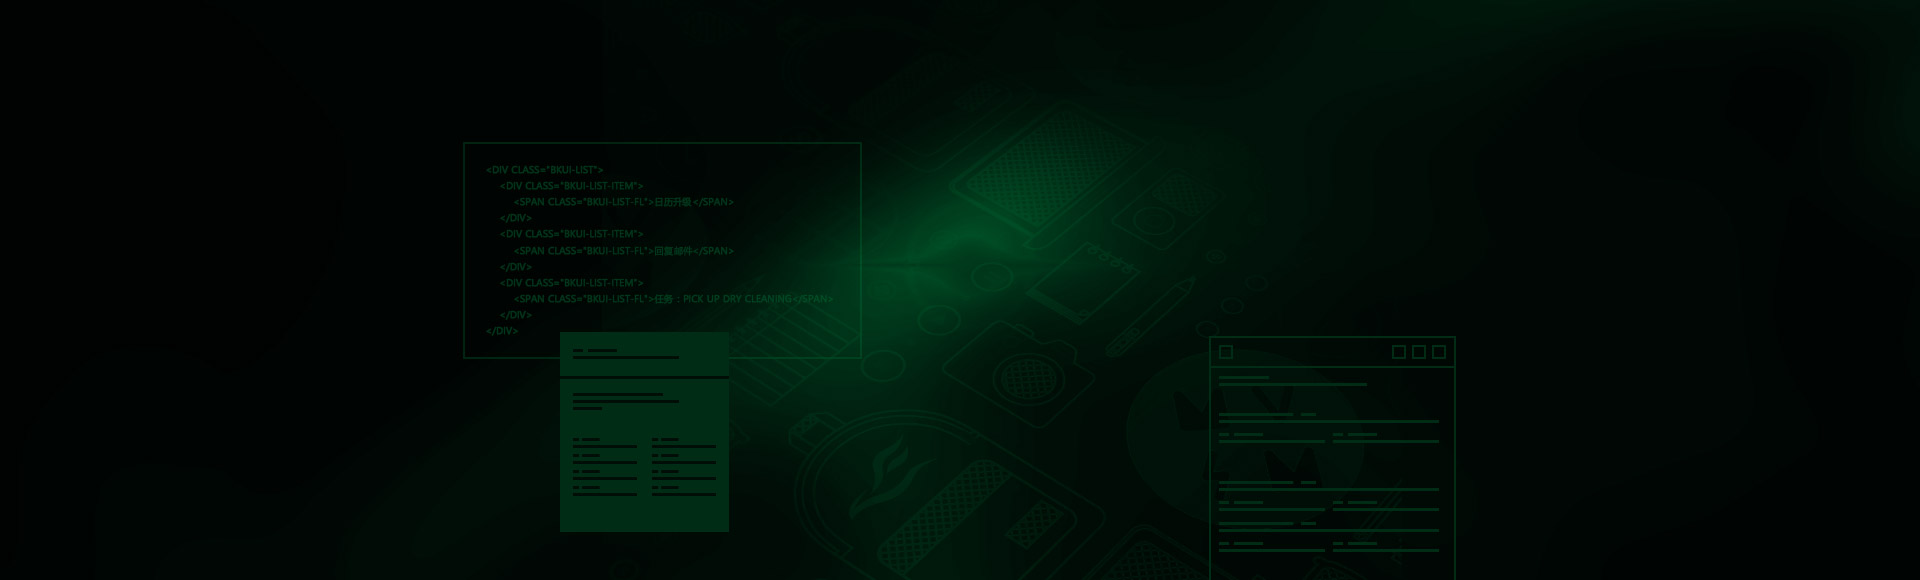 <DIV CLASS="BKUI-LIST">
<DIV CLASS="BKUI-LIST-ITEM">
<SPAN CLASS="BKUI-LIST-FL">日历升级</SPAN>
</DIV>
<DIV CLASS="BKUI-LIST-ITEM">
<SPAN CLASS="BKUI-LIST-FL">回复邮件</SPAN>
</DIV>
<DIV CLASS="BKUI-LIST-ITEM">
<SPAN CLASS="BKUI-LIST-FL">任务：PICK UP DRY CLEANING</SPAN>
</DIV>
</DIV>